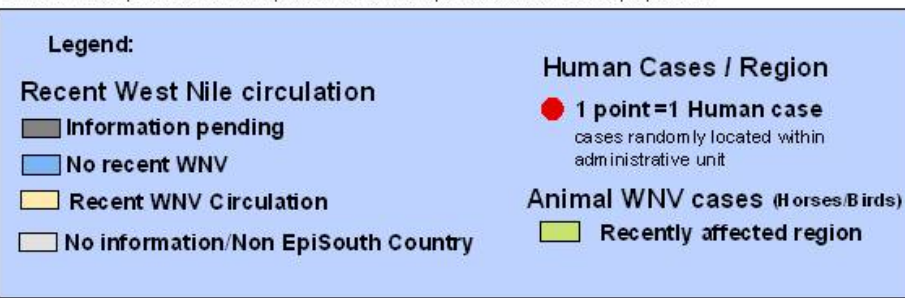 Legend:
Recent West Nile circulation
Information pending
No recent WNV
Recent WNV Circulation
No information/Non EpiSouth Country
Human Cases / Region
1 point=1 Human case
cases randomly located within
administrative unit
Animal WNV cases (Horses/Birds)
Recently affected region